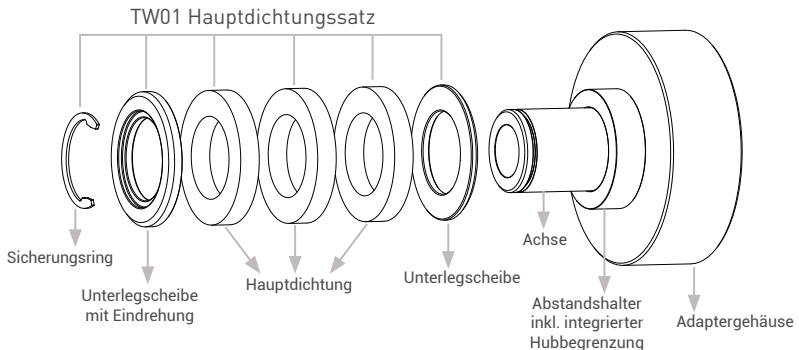 TW01 Hauptdichtungssatz
Sicherungsring
Unterlegscheibe
mit Eindrehung
Hauptdichtung
Unterlegscheibe
Achse
Abstandshalter
inkl. integrierter
Hubbegrenzung
Adaptergehäuse